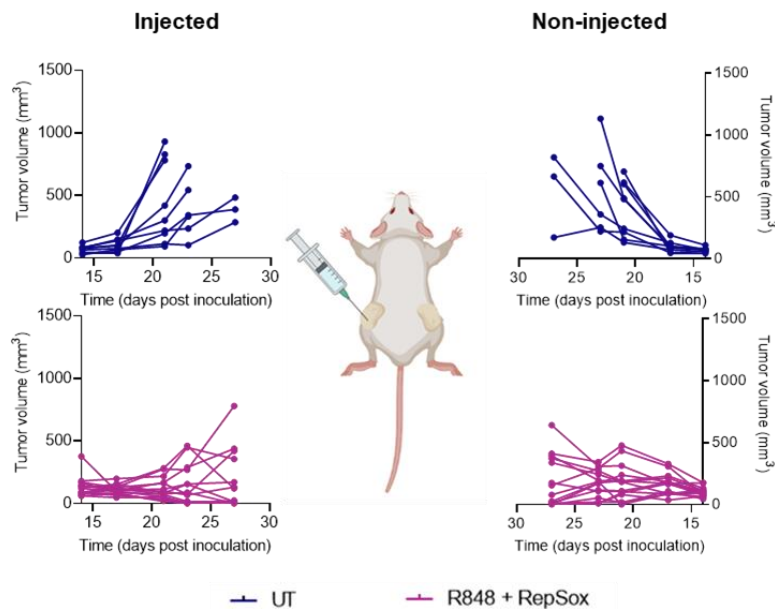 Injected
Non-injected
Tumor volume (mm³)
1500
1000
500
0
15 20 25 30
Time (days post inoculation)
1500
1000
500
0
Tumor volume (mm³)
30 25 20 15
Time (days post inoculation)
Tumor volume (mm³)
1500
1000
500
0
15 20 25 30
Time (days post inoculation)
1500
1000
500
0
Tumor volume (mm³)
30 25 20 15
Time (days post inoculation)
UT
R848 + RepSox